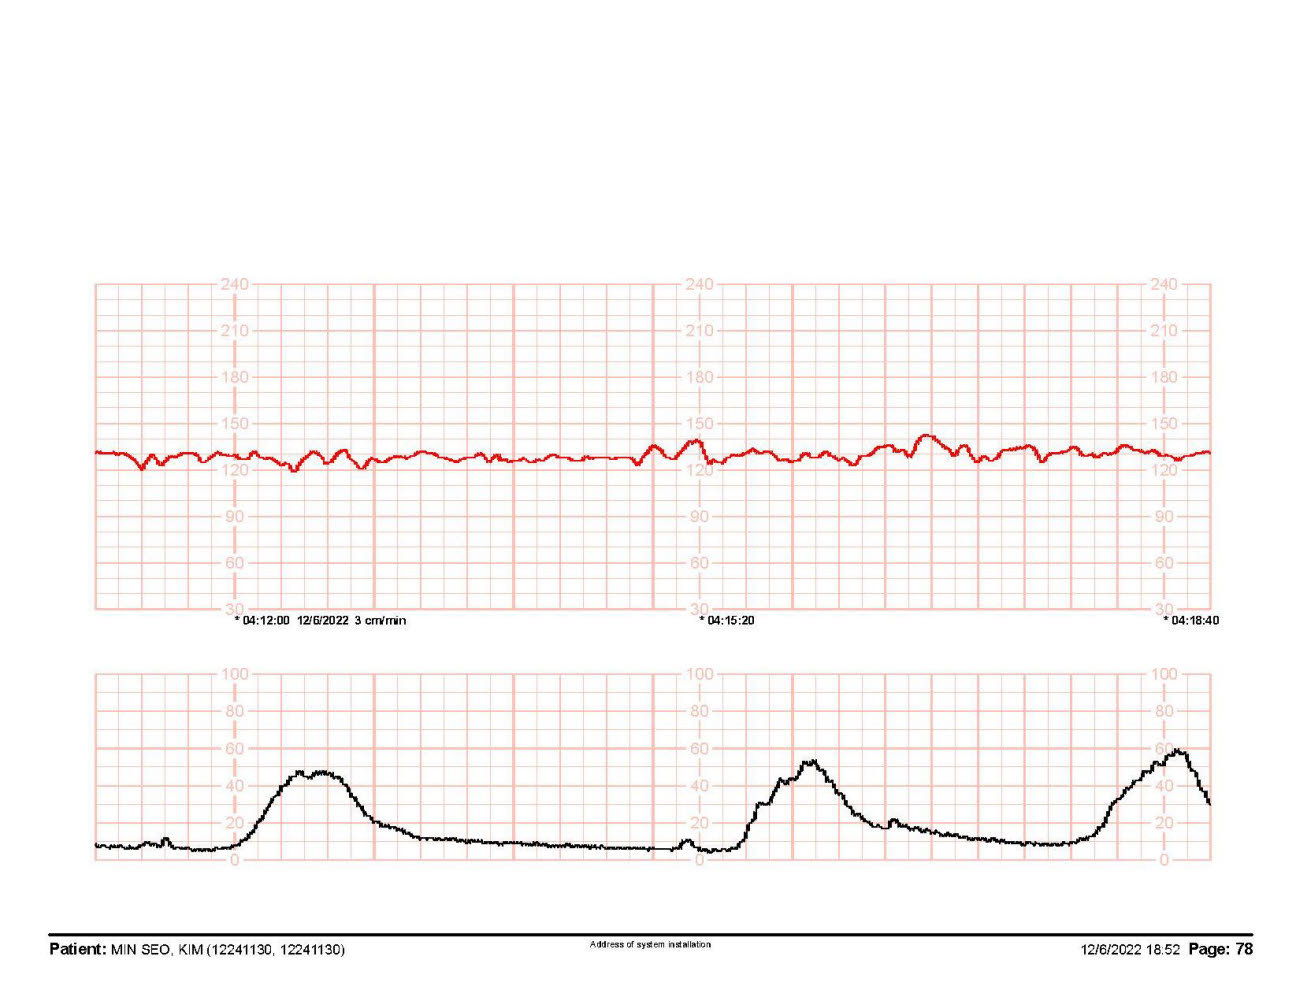 240 240 240
210 210 210
180 180 180
150 150 150
120 120 120
90 90 90
60 60 60
30 30 30
* 04:12:00 12/6/2022 3 cm/min * 04:15:20 * 04:18:40
100 100 100
80 80 80
60 60 60
40 40 40
20 20 20
0 0 0
Patient: MIN SEO, KIM (12241130, 12241130) Address of system installation 12/6/2022 18:52 Page: 78